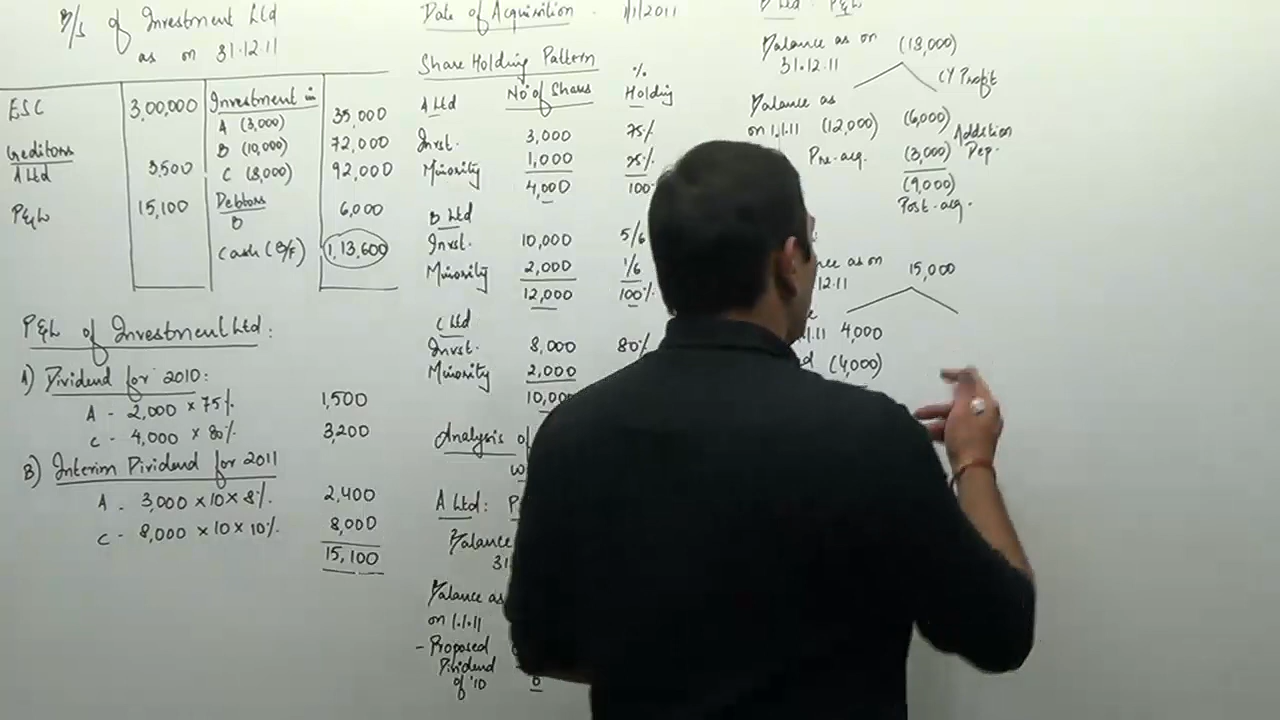 B/S of Investment Ltd
as on 31.12.11
ESC 3,00,000 Investment in
A (3,000) 35,000
B (10,000) 72,000
C (8,000) 92,000
Creditors
A Ltd 3,500
P&L 15,100
Debtors
B 6,000
Cash (B/F) 1,13,600
P&L of Investment Ltd:
A) Dividend for 2010:
A - 2,000 × 75% 1,500
C - 4,000 × 80% 3,200
B) Interim Dividend for 2011
A - 3,000 × 10 × 8% 2,400
C - 8,000 × 10 × 10% 8,000
15,100
Date of Acquisition - 1/1/2011
Share Holding Pattern
A Ltd No of Shares % Holding
Invst. 3,000 75%
Minority 1,000 25%
4,000 100%
B Ltd
Invst. 10,000 5/6
Minority 2,000 1/6
12,000 100%
C Ltd
Invst. 8,000 80%
Minority 2,000
10,000
Analysis of
A Ltd: P
Balance
31
Balance as
on 1.1.11
- Proposed
Dividend
of '10 0
B Ltd: P&L
Balance as on
31.12.11 (18,000)
CY Profit
Balance as
on 1.1.11 (12,000) (6,000)
Pre-acq. (3,000) Addition Dep.
(9,000)
Post-acq.
as on
12.11 15,000
1.11 4,000
(4,000)